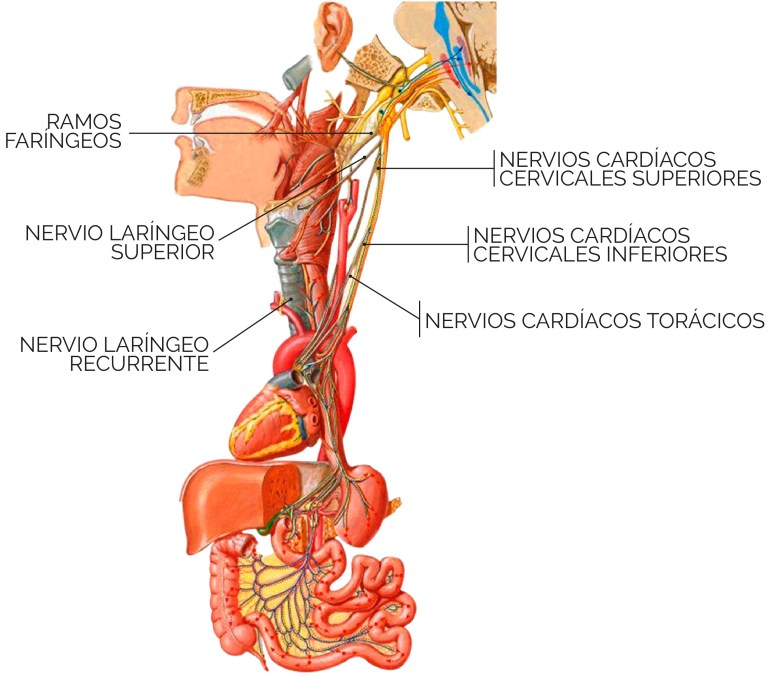 RAMOS
FARÍNGEOS
NERVIOS CARDÍACOS
CERVICALES SUPERIORES
NERVIO LARÍNGEO
SUPERIOR
NERVIOS CARDÍACOS
CERVICALES INFERIORES
NERVIOS CARDÍACOS TORÁCICOS
NERVIO LARÍNGEO
RECURRENTE